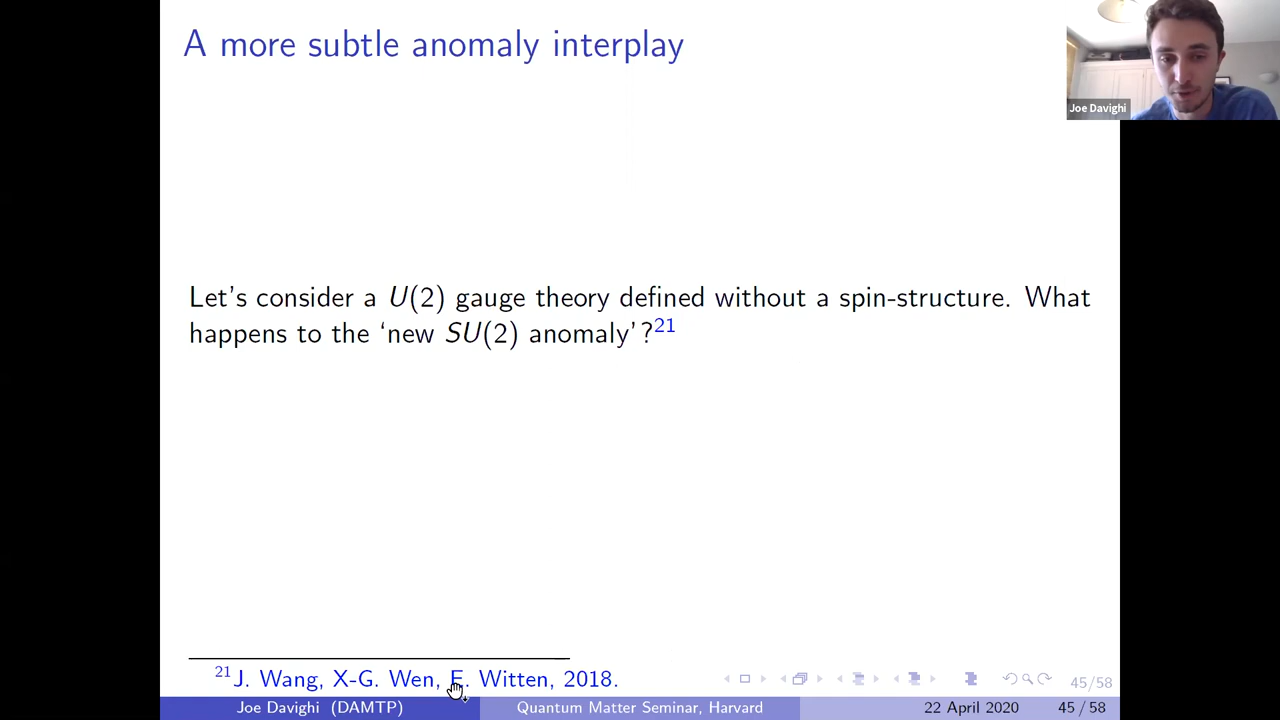 A more subtle anomaly interplay
Joe Davighi
Let's consider a U(2) gauge theory defined without a spin-structure. What
happens to the ‘new SU(2) anomaly’?21
21J. Wang, X-G. Wen, E. Witten, 2018.
45/58
Joe Davighi (DAMTP) Quantum Matter Seminar, Harvard 22 April 2020 45 / 58